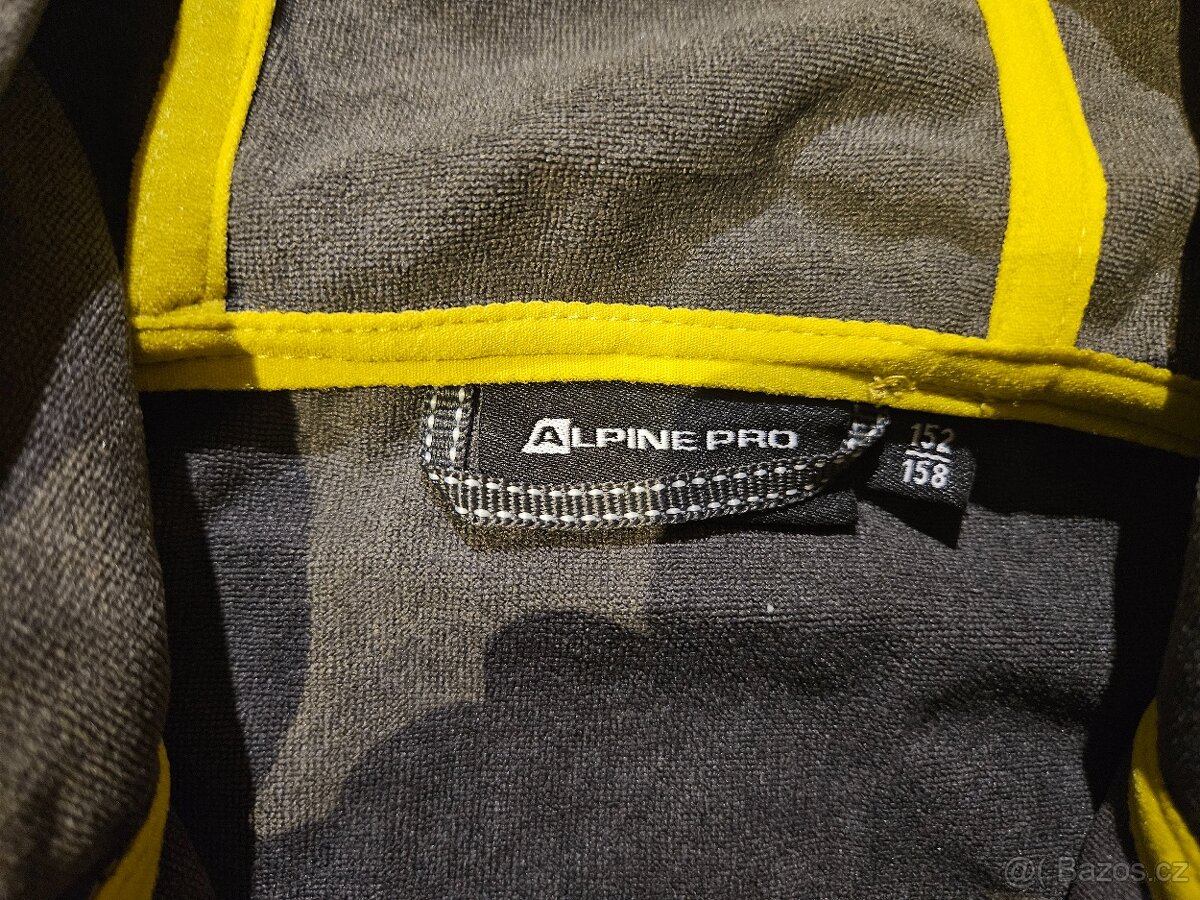 ALPINE PRO
152
158
@t Bazos.cz